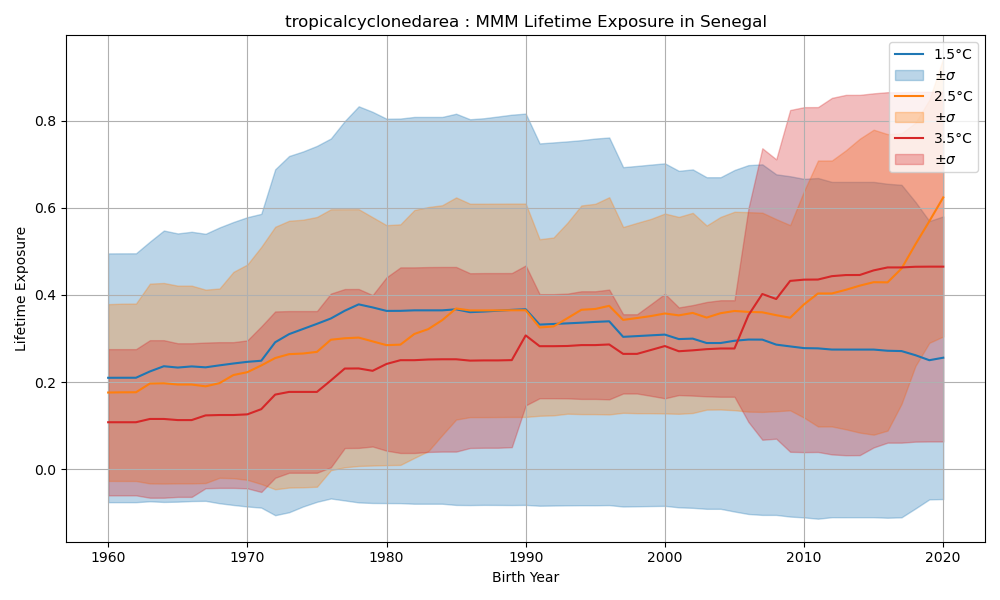 tropicalcyclonedarea : MMM Lifetime Exposure in Senegal
Lifetime Exposure
0.8
0.6
0.4
0.2
0.0
1.5°C
±σ
2.5°C
±σ
3.5°C
±σ
1960 1970 1980 1990 2000 2010 2020
Birth Year